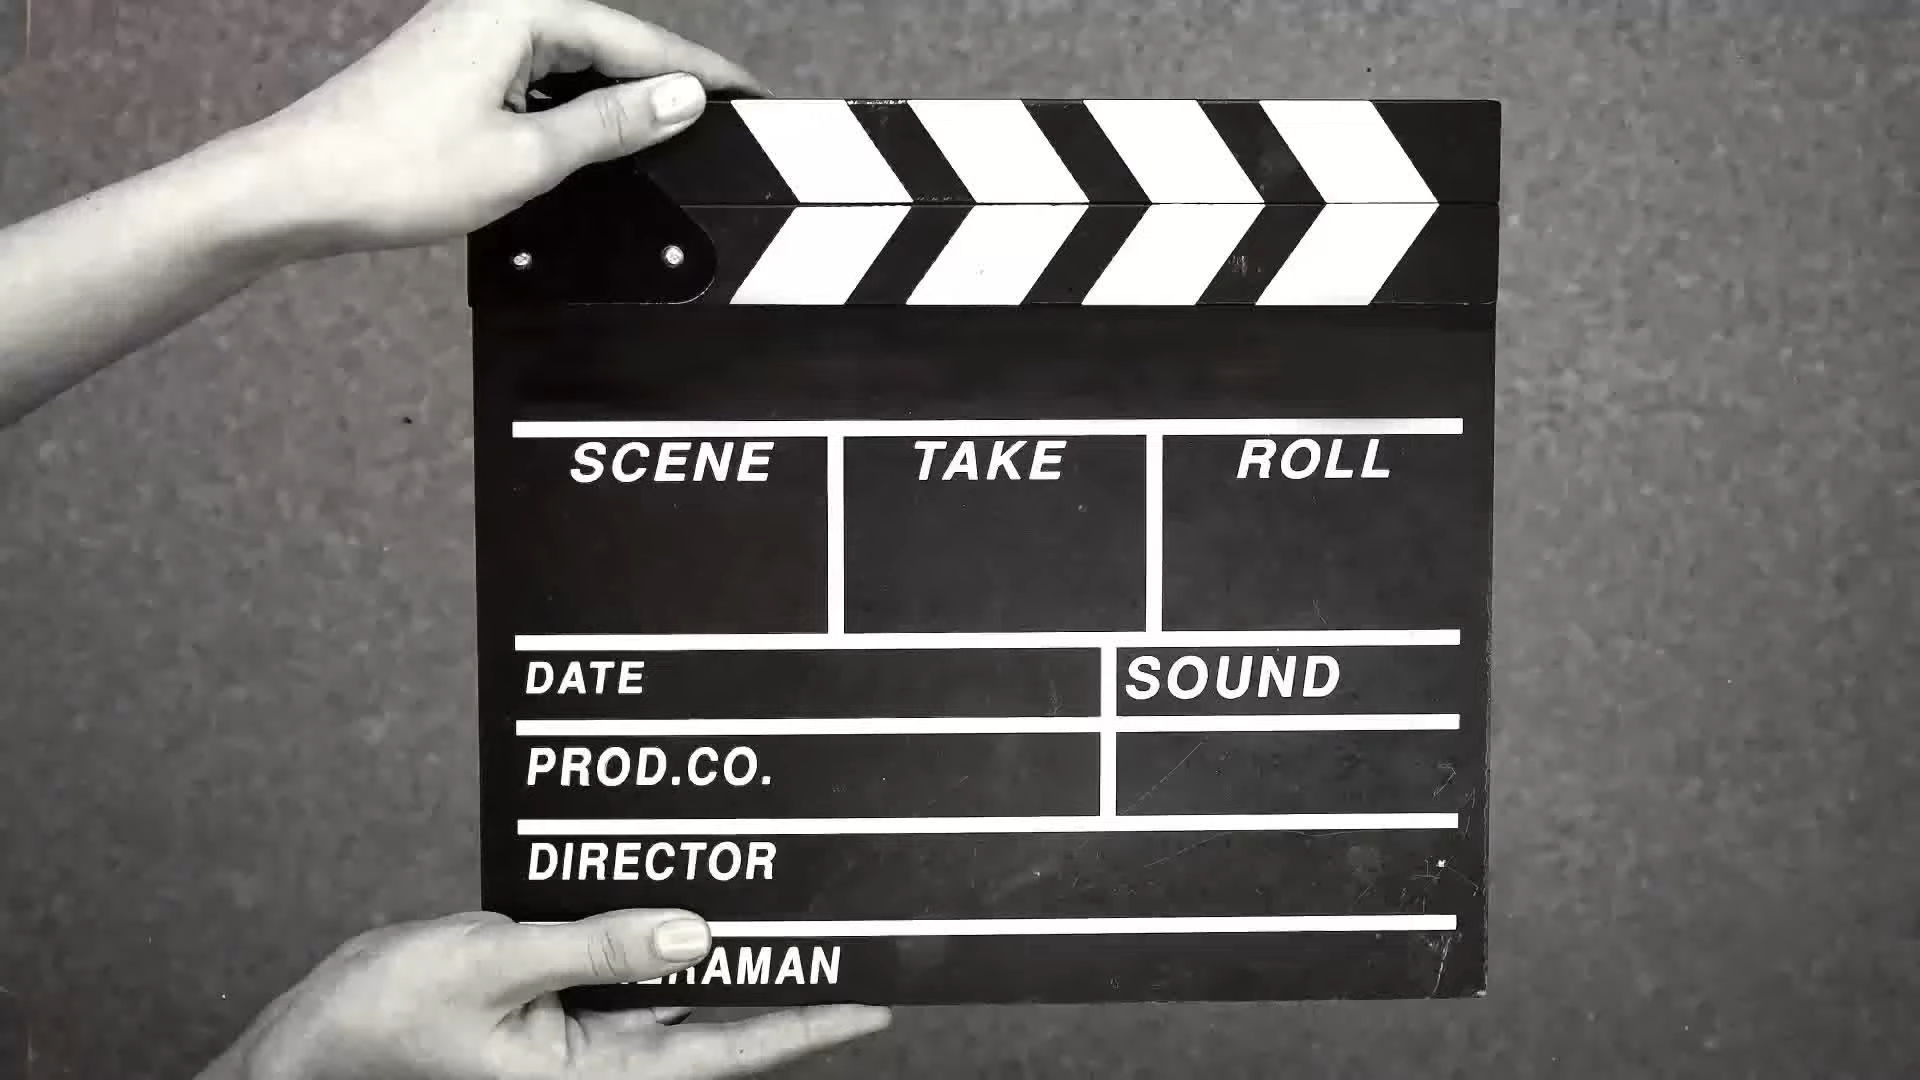 SCENE TAKE ROLL
DATE SOUND
PROD.CO.
DIRECTOR